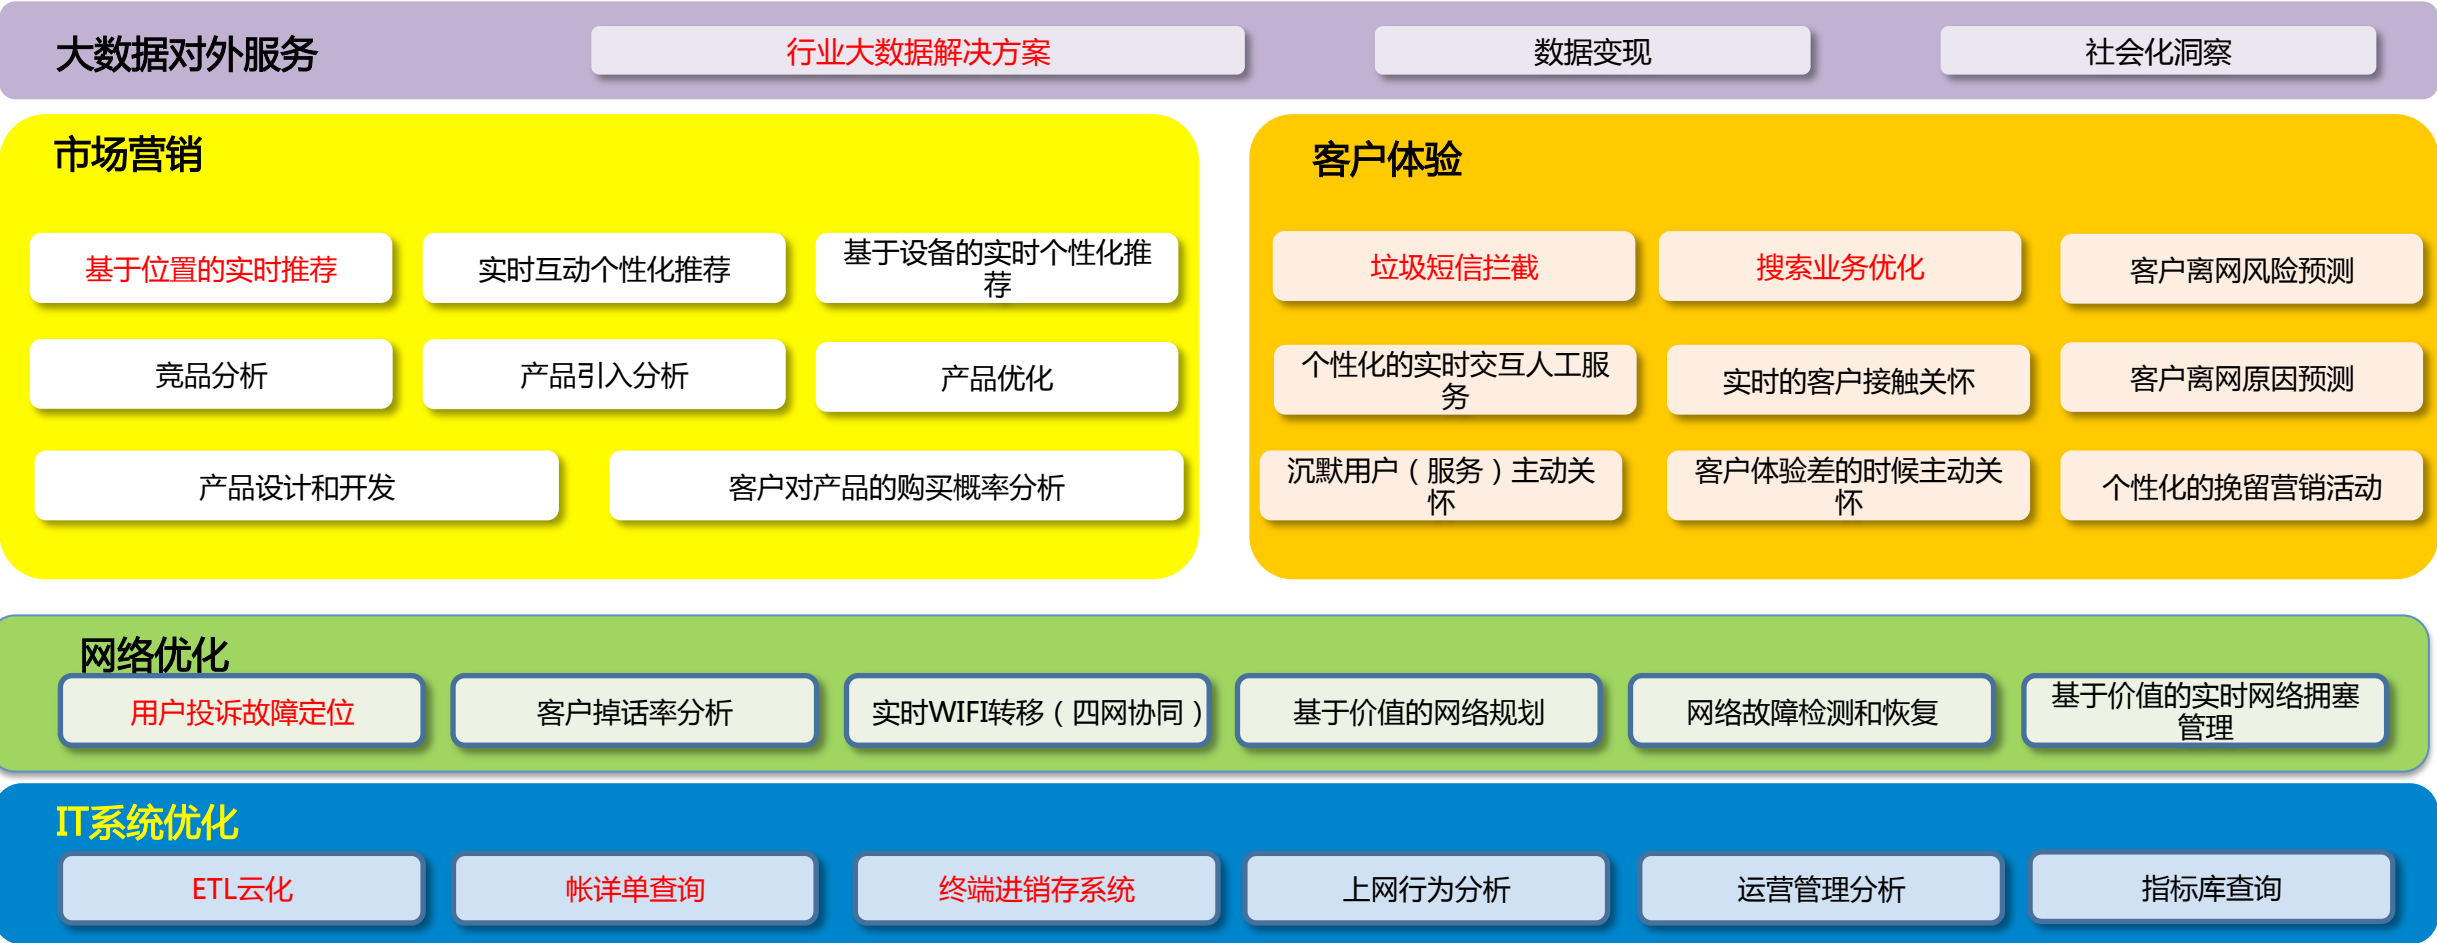 大数据对外服务
行业大数据解决方案
数据变现
社会化洞察
市场营销
基于位置的实时推荐
实时互动个性化推荐
基于设备的实时个性化推
荐
竞品分析
产品引入分析
产品优化
产品设计和开发
客户对产品的购买概率分析
客户体验
垃圾短信拦截
搜索业务优化
客户离网风险预测
个性化的实时交互人工服
务
实时的客户接触关怀
客户离网原因预测
沉默用户（服务）主动关
怀
客户体验差的时候主动关
怀
个性化的挽留营销活动
网络优化
用户投诉故障定位
客户掉话率分析
实时WIFI转移（四网协同）
基于价值的网络规划
网络故障检测和恢复
基于价值的实时网络拥塞
管理
IT系统优化
ETL云化
帐详单查询
终端进销存系统
上网行为分析
运营管理分析
指标库查询